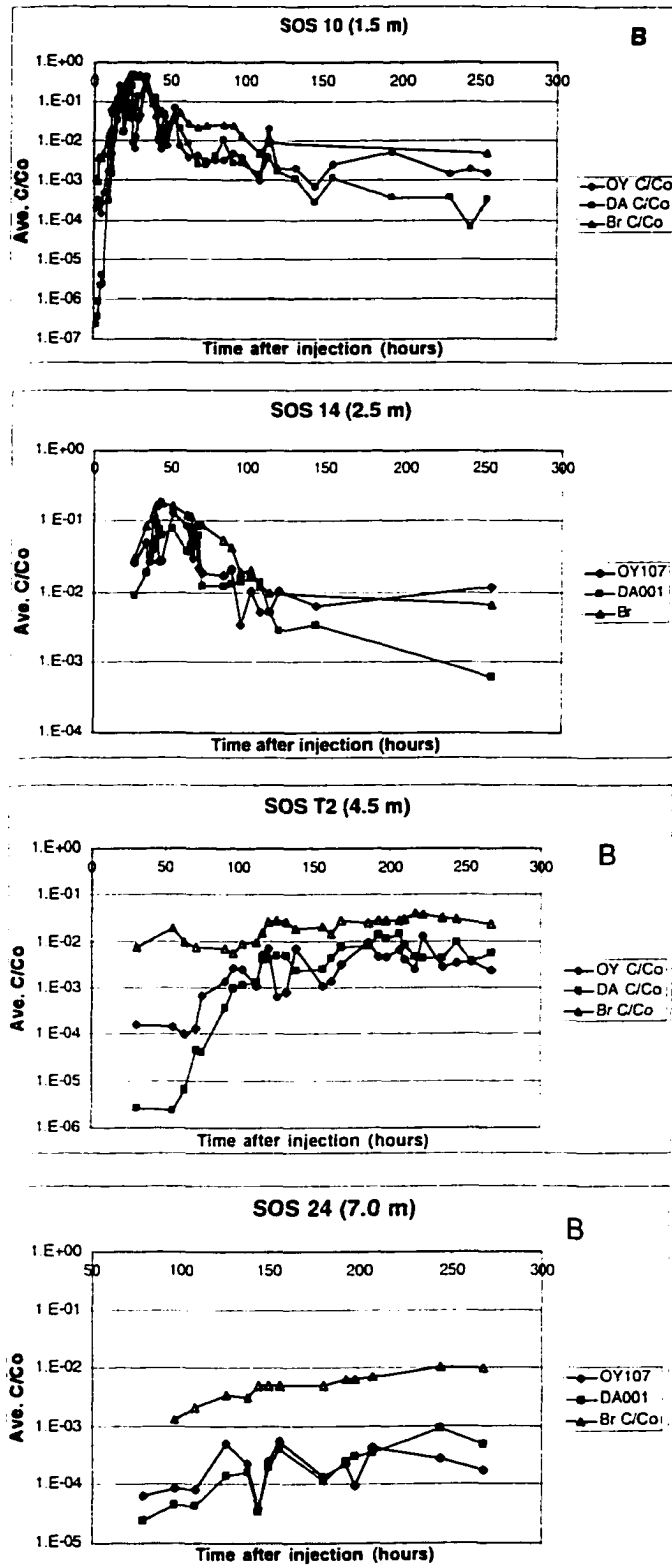 SOS 10 (1.5 m)
B
1.E+00
0 50 100 150 200 250 300
1.E-01
1.E-02
1.E-03
1.E-04
1.E-05
1.E-06
1.E-07
Ave. C/Co
Time after injection (hours)
OY C/Co
DA C/Co
Br C/Co
SOS 14 (2.5 m)
1.E+00
0 50 100 150 200 250 300
1.E-01
1.E-02
1.E-03
1.E-04
Ave. C/Co
Time after injection (hours)
OY107
DA001
Br
SOS T2 (4.5 m)
B
1.E+00
0 50 100 150 200 250 300
1.E-01
1.E-02
1.E-03
1.E-04
1.E-05
1.E-06
Ave. C/Co
Time after injection (hours)
OY C/Co
DA C/Co
Br C/Co
SOS 24 (7.0 m)
B
1.E+00
50 100 150 200 250 300
1.E-01
1.E-02
1.E-03
1.E-04
1.E-05
Ave. C/Co
Time after injection (hours)
OY107
DA001
Br C/Co